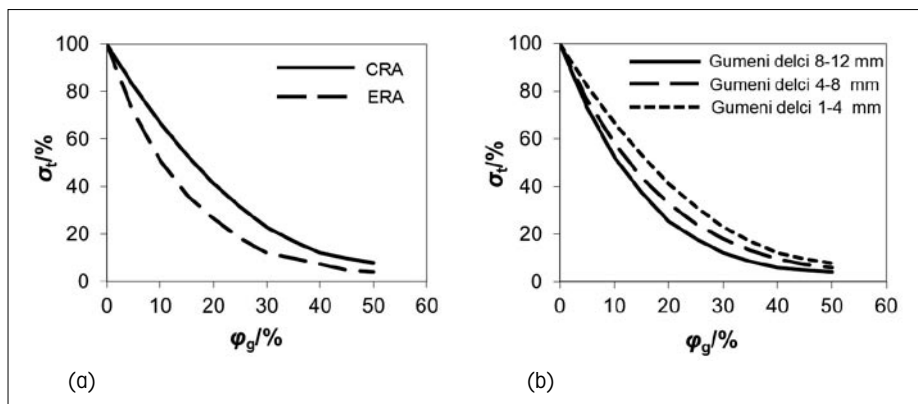 100
80
60
40
20
0
σt/%
CRA
ERA
0 10 20 30 40 50 60
φg/%
(a)
100
80
60
40
20
0
σt/%
Gumeni delci 8-12 mm
Gumeni delci 4-8 mm
Gumeni delci 1-4 mm
0 10 20 30 40 50 60
φg/%
(b)